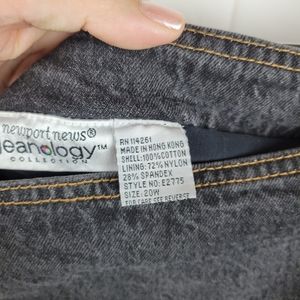 newport news®
jeanology™
COLLECTION
RN 114261
MADE IN HONG KONG
SHELL: 100% COTTON
LINING: 72% NYLON
28% SPANDEX
STYLE NO: E2775
SIZE: 20W
FOR CARE SEE REVERSE